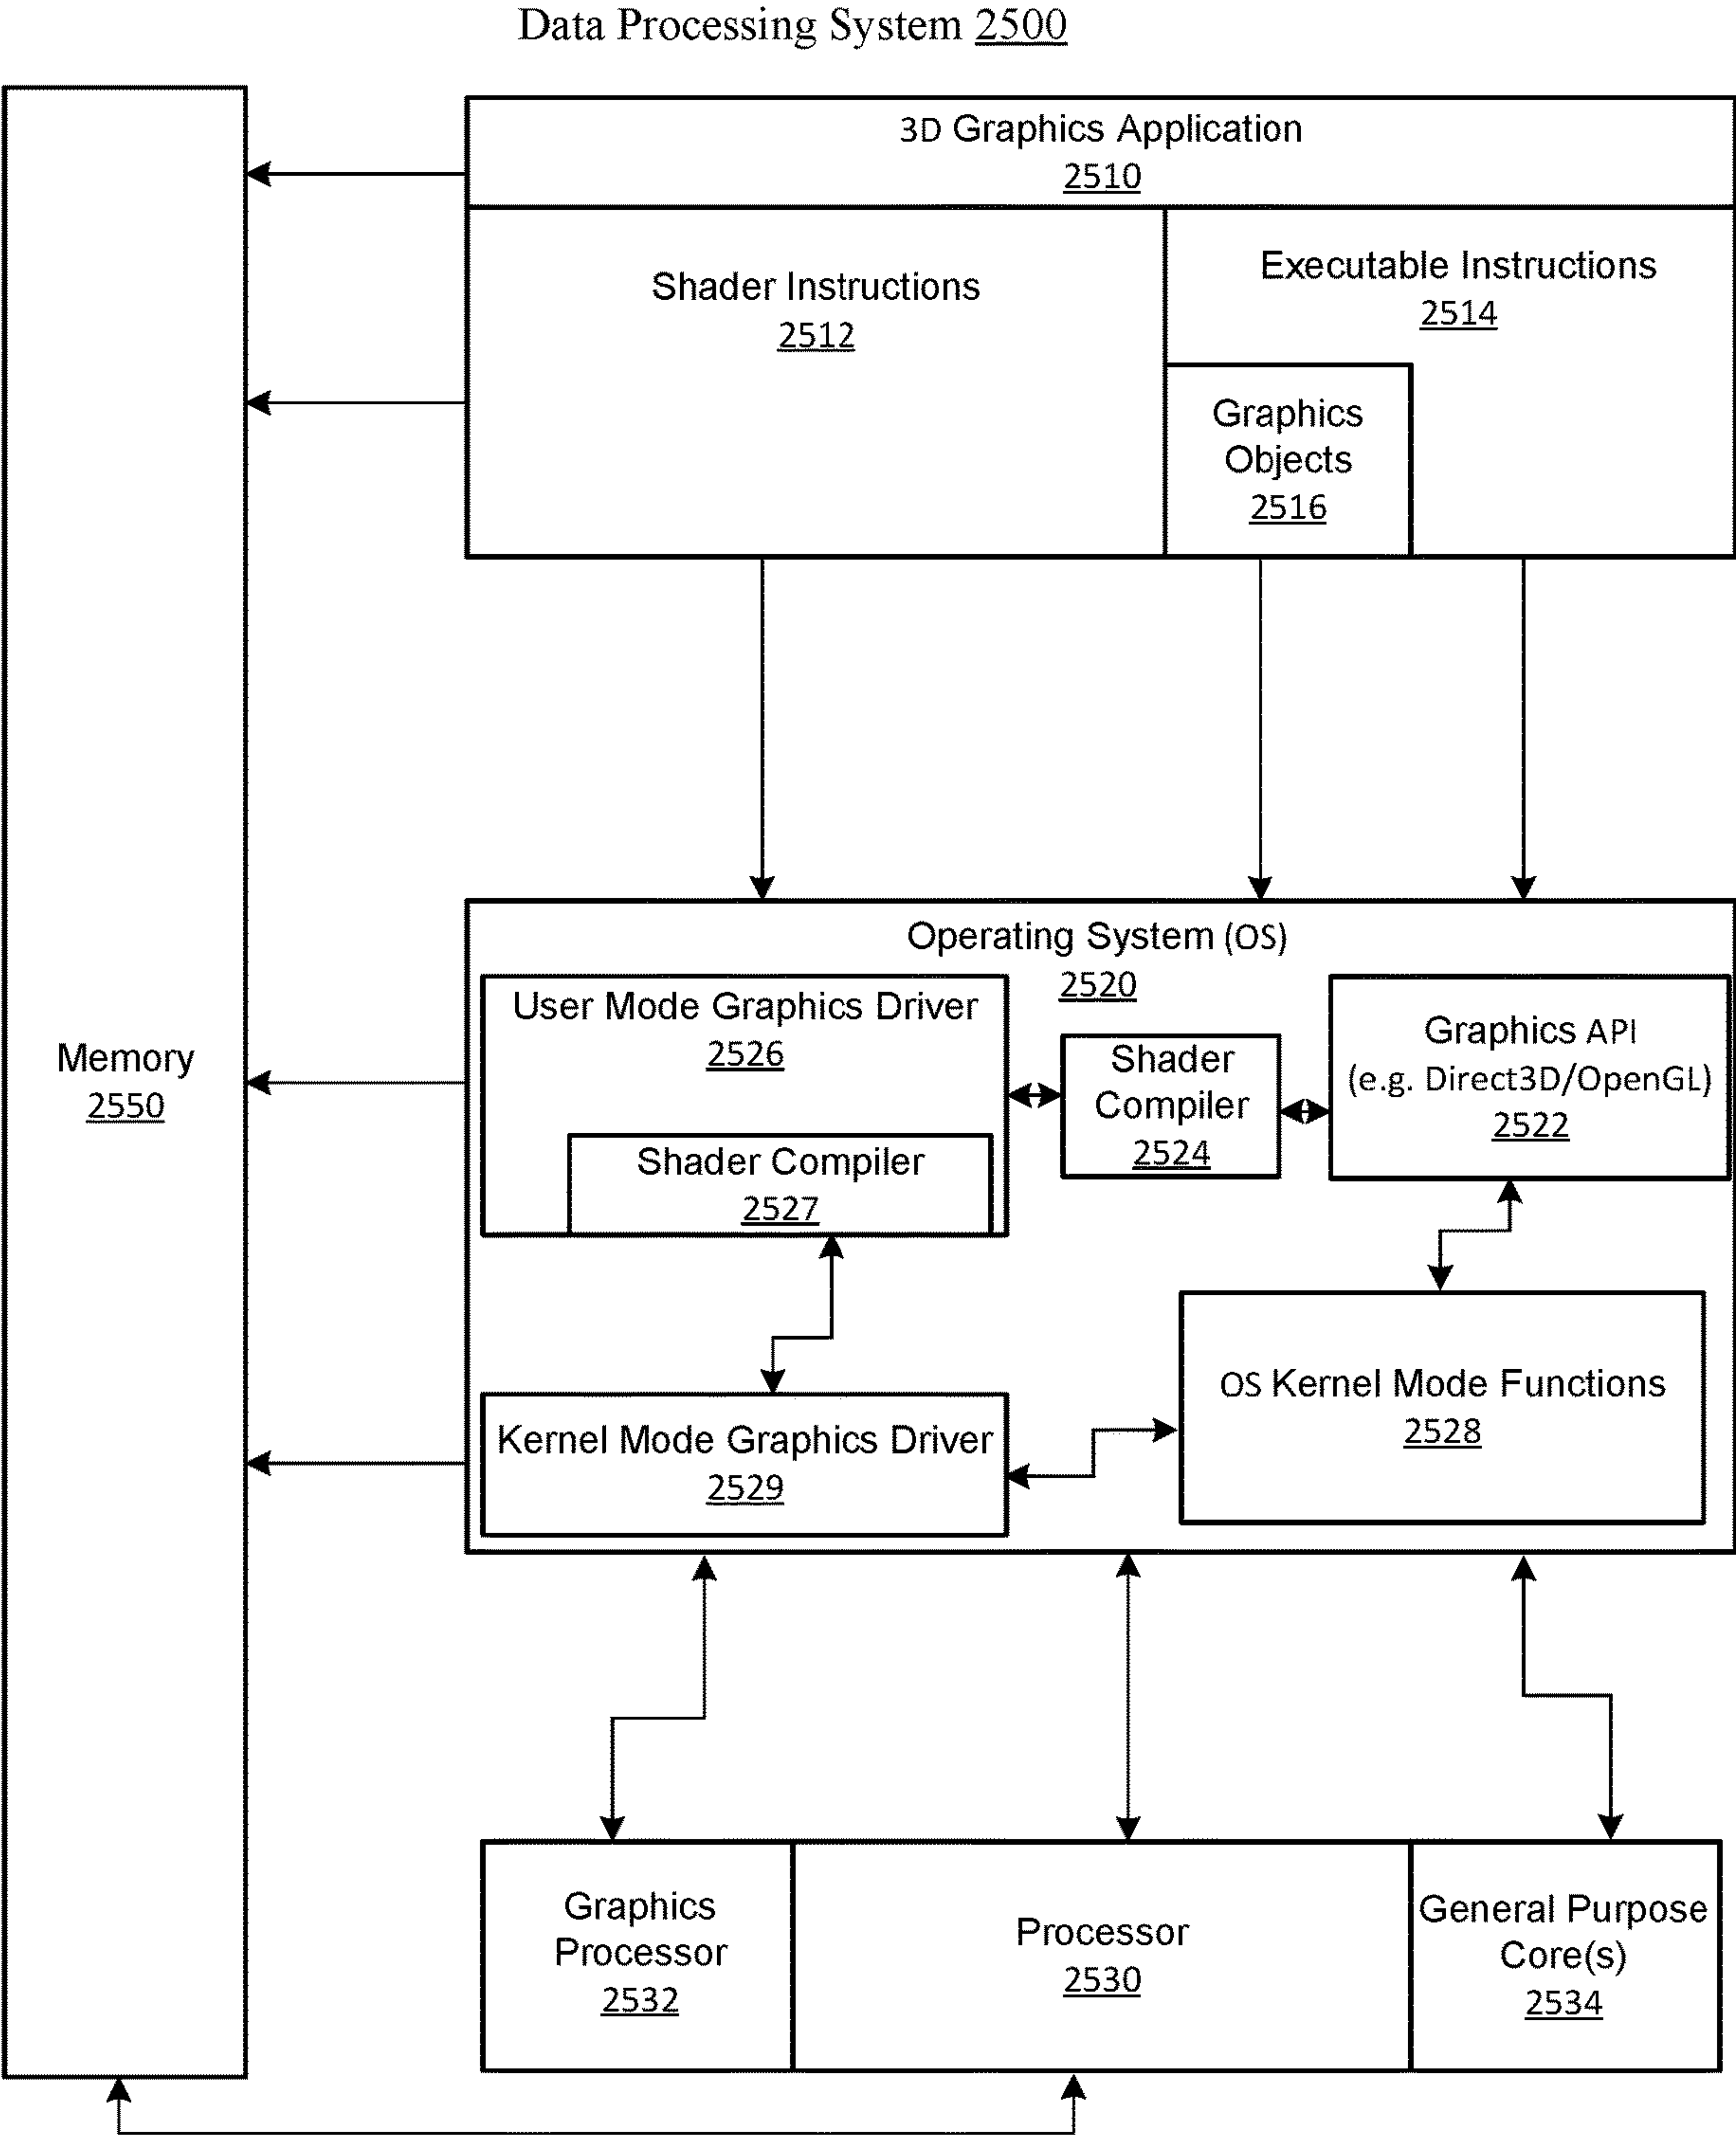 Data Processing System 2500
3D Graphics Application
2510
Shader Instructions
2512
Executable Instructions
2514
Graphics
Objects
2516
Memory
2550
Operating System (OS)
2520
User Mode Graphics Driver
2526
Shader Compiler
2527
Shader
Compiler
2524
Graphics API
(e.g. Direct3D/OpenGL)
2522
Kernel Mode Graphics Driver
2529
OS Kernel Mode Functions
2528
Graphics
Processor
2532
Processor
2530
General Purpose
Core(s)
2534